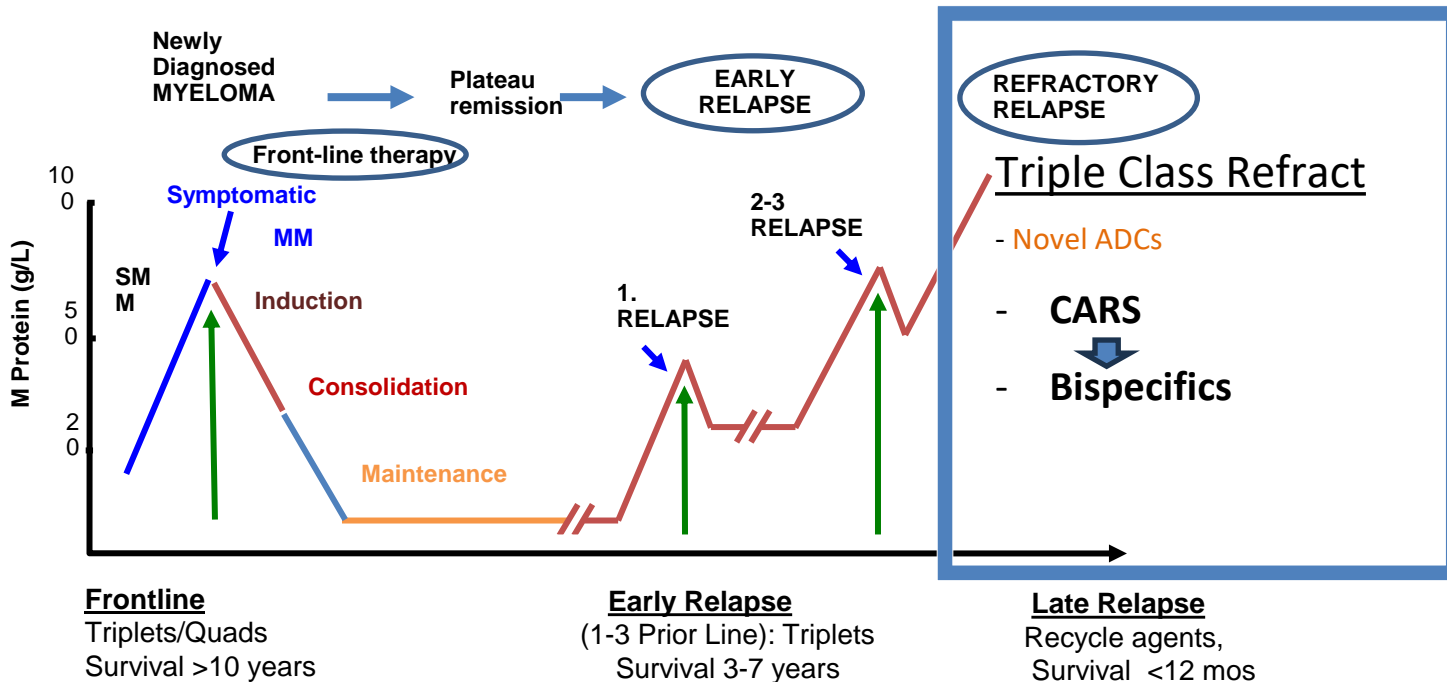 Newly
Diagnosed
MYELOMA
Plateau
remission
EARLY
RELAPSE
REFRACTORY
RELAPSE
Front-line therapy
Triple Class Refract
- Novel ADCs
- CARS
- Bispecifics
M Protein (g/L)
10
0
5
0
2
0
Symptomatic
MM
SM
M
Induction
Consolidation
Maintenance
1.
RELAPSE
2-3
RELAPSE
Frontline
Triplets/Quads
Survival >10 years
Early Relapse
(1-3 Prior Line): Triplets
Survival 3-7 years
Late Relapse
Recycle agents,
Survival <12 mos